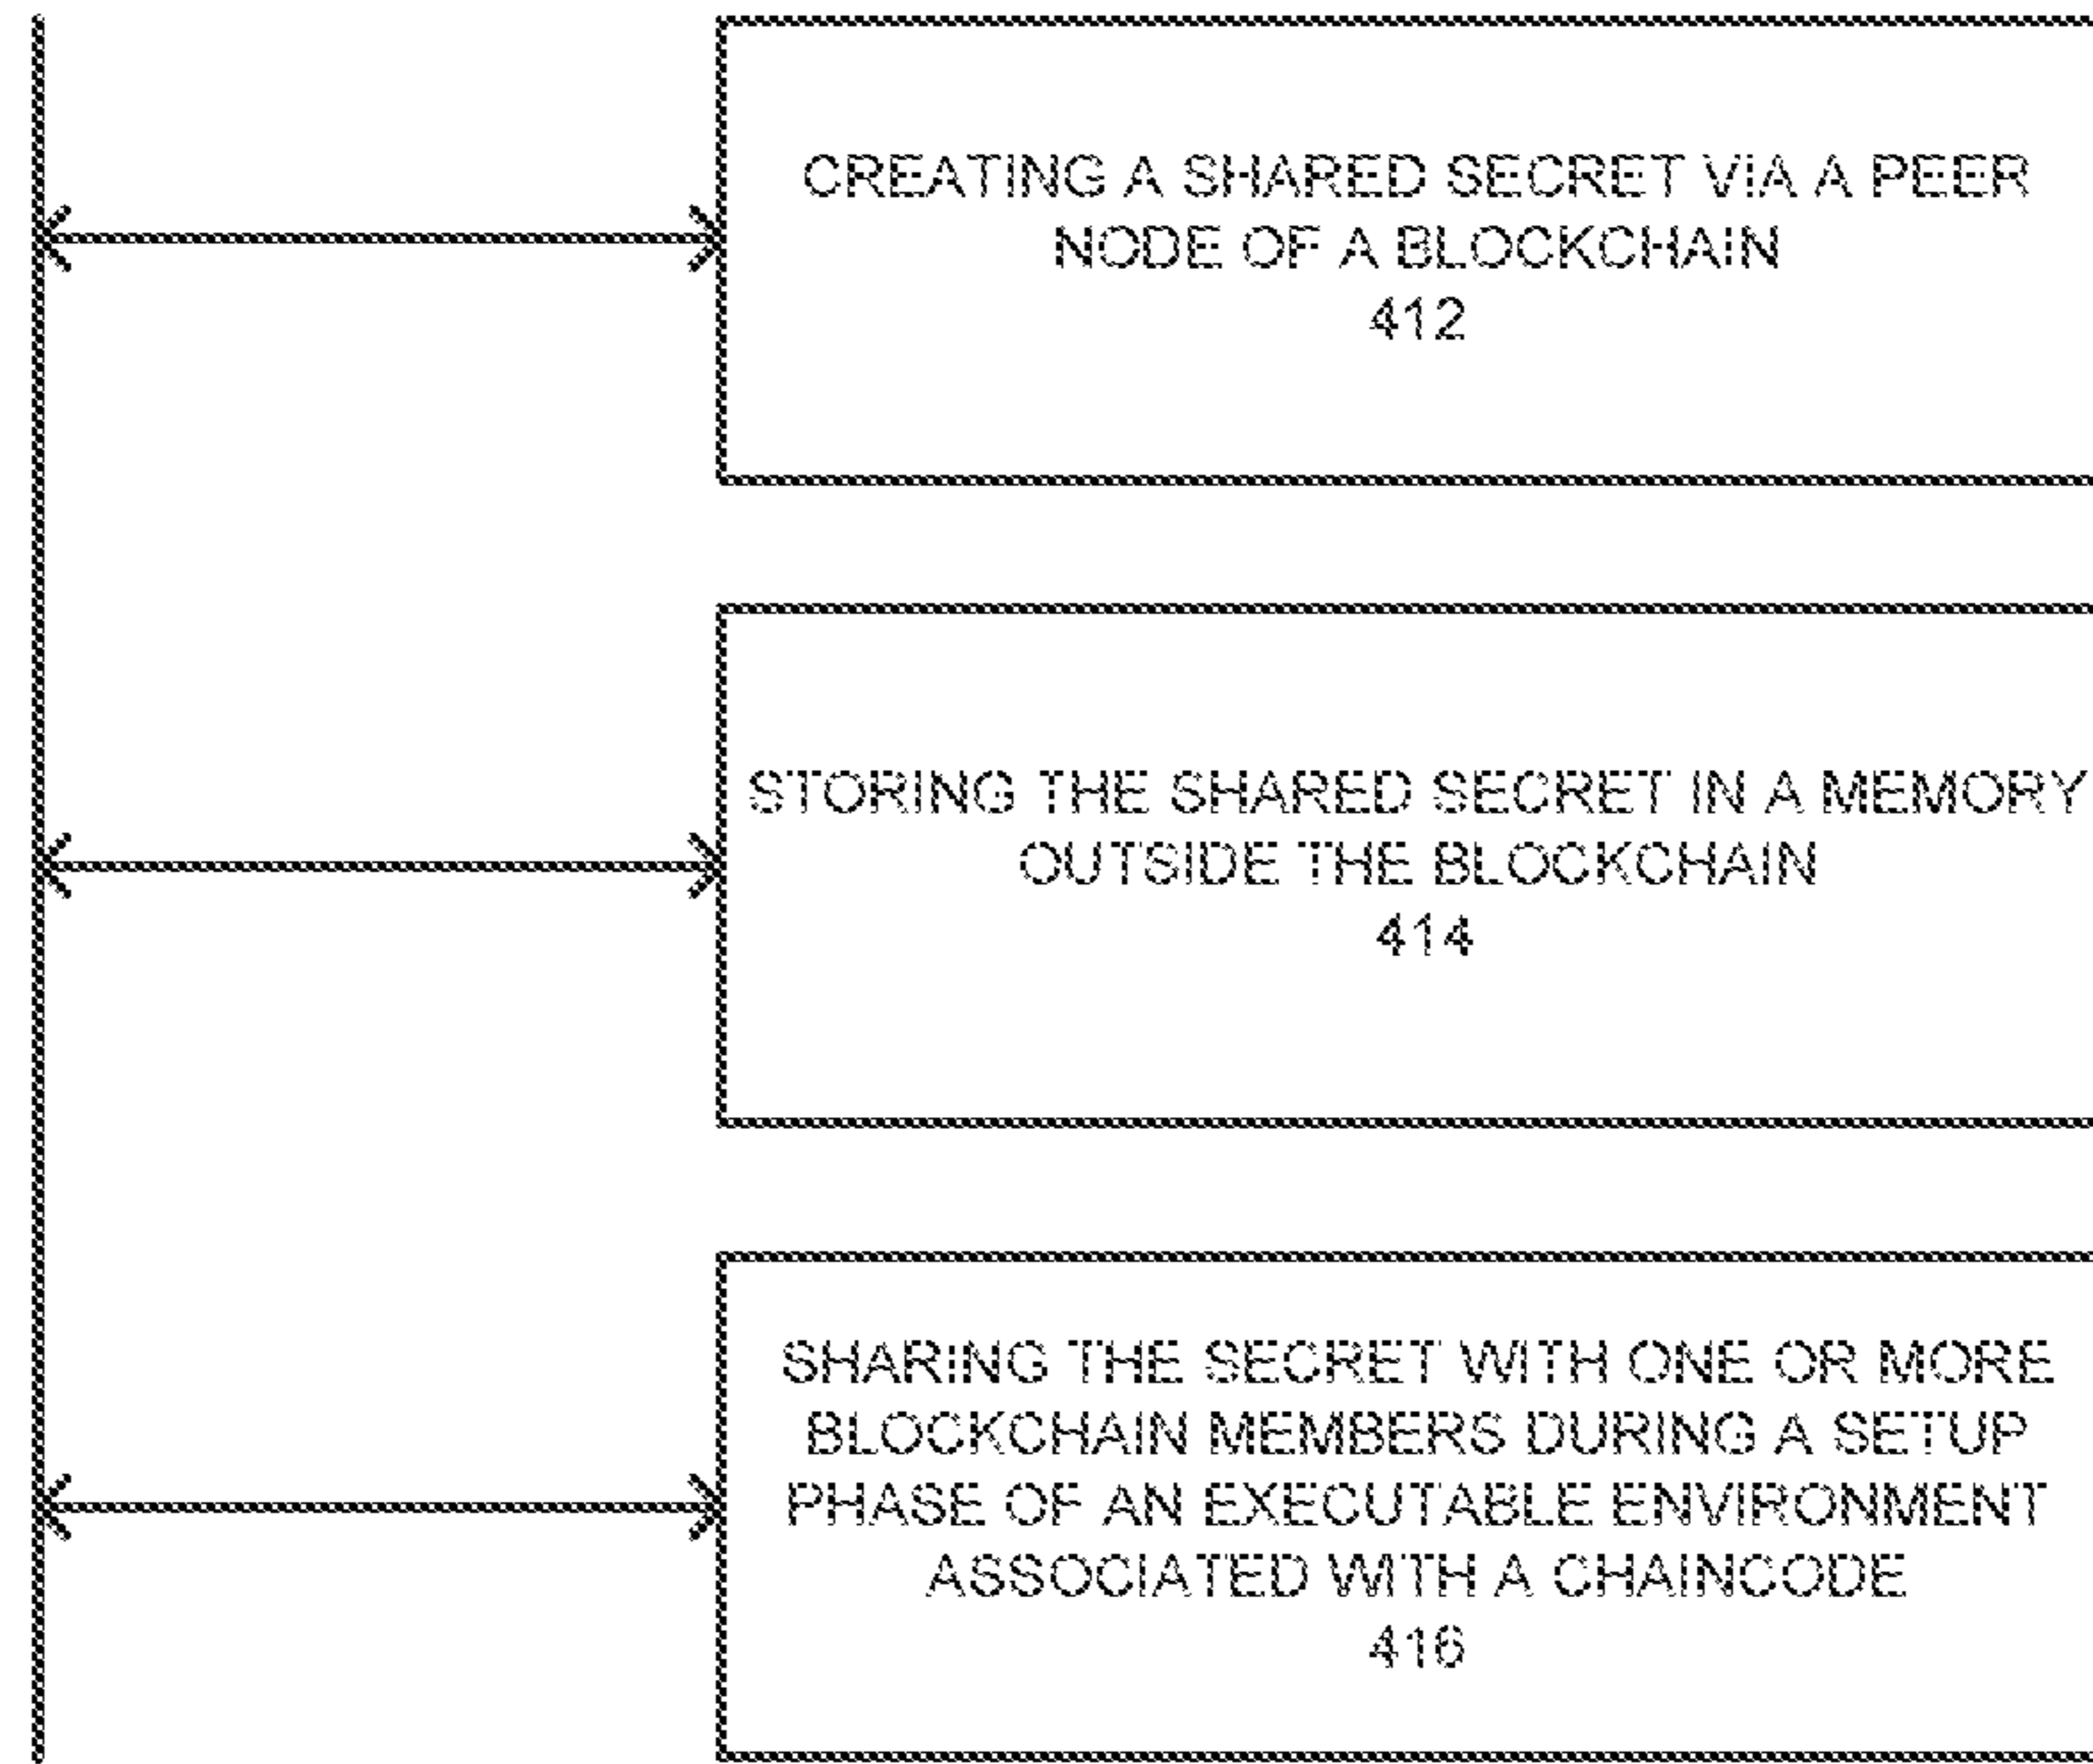 CREATING A SHARED SECRET VIA A PEER
NODE OF A BLOCKCHAIN
412
STORING THE SHARED SECRET IN A MEMORY
OUTSIDE THE BLOCKCHAIN
414
SHARING THE SECRET WITH ONE OR MORE
BLOCKCHAIN MEMBERS DURING A SETUP
PHASE OF AN EXECUTABLE ENVIRONMENT
ASSOCIATED WITH A CHAINCODE
416